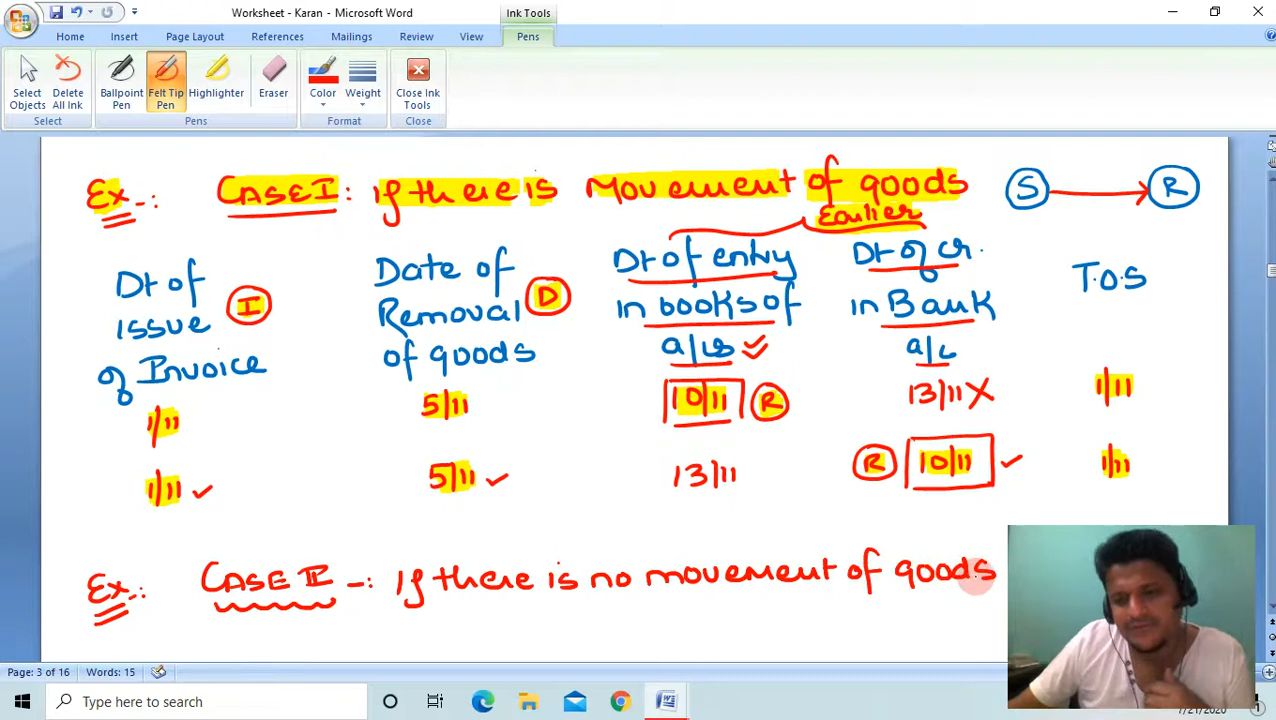 Worksheet - Karan - Microsoft Word
Ink Tools
Home Insert Page Layout References Mailings Review View Pens
Select Objects
Delete All Ink
Ballpoint Pen
Felt Tip Pen
Highlighter
Eraser
Color
Weight
Close Ink Tools
Select Pens Format Close
Ex -: CASE I : if there is Movement of goods
S R
Earlier
Dt of issue of Invoice
I
Date of Removal of goods
D
Dt of entry in books of a/cs
Dt of cr. in Bank a/c
T.O.S
1/11 5/11 10/11 R 13/11 X 1/11
1/11 5/11 13/11 R 10/11 1/11
Ex -: CASE II -: If there is no movement of goods
Page: 3 of 16 Words: 15
Type here to search
7/21/2020